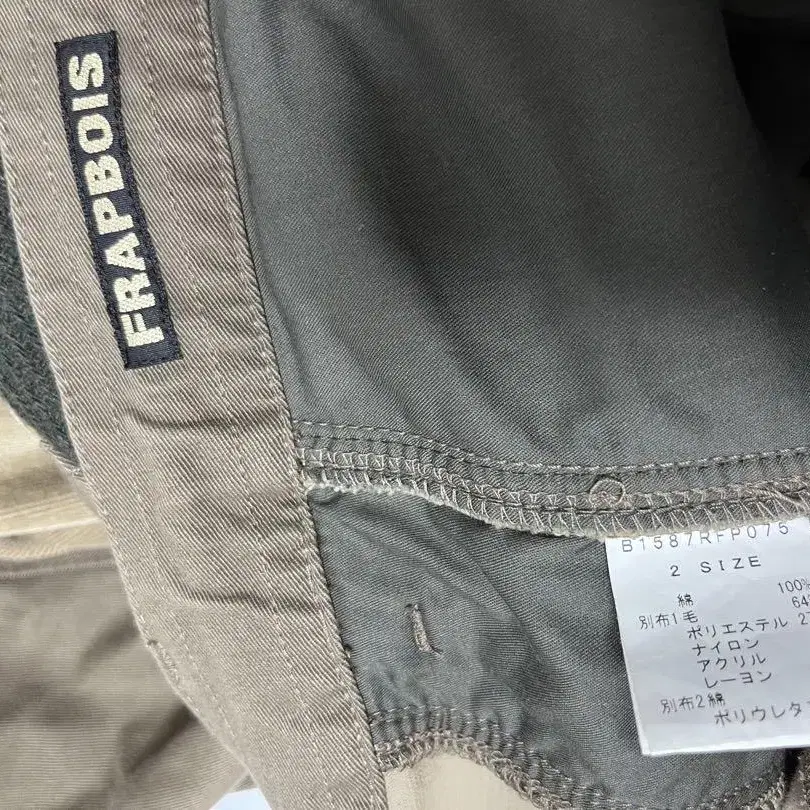 FRAPBOIS
B1587RFP075
2 SIZE
綿 100%
別布1毛 64
ポリエステル 2
ナイロン
アクリル
レーヨン
別布2綿
ポリウレタ